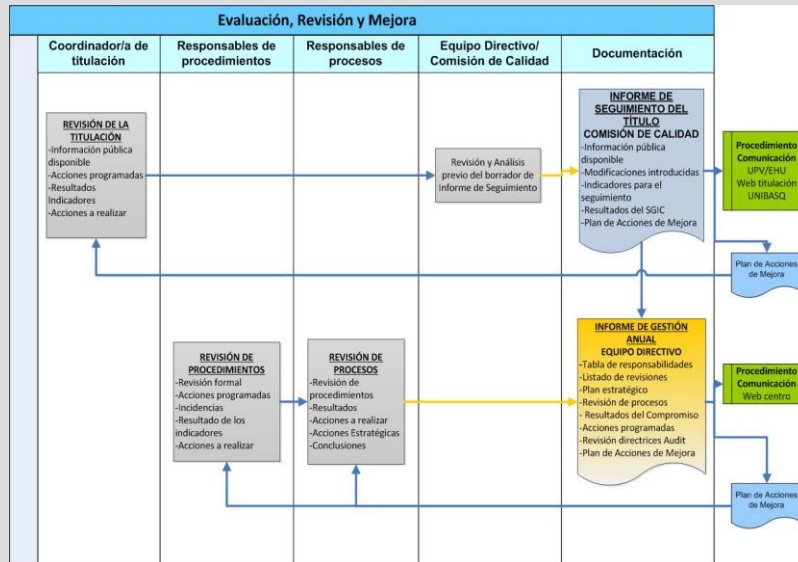 Evaluación, Revisión y Mejora
Coordinador/a de
titulación
Responsables de
procedimientos
Responsables de
procesos
Equipo Directivo/
Comisión de Calidad
Documentación
REVISIÓN DE LA
TITULACIÓN
-Información pública
disponible
-Acciones programadas
-Resultados
Indicadores
-Acciones a realizar
Revisión y Análisis
previo del borrador de
Informe de Seguimiento
INFORME DE
SEGUIMIENTO DEL
TÍTULO
COMISIÓN DE CALIDAD
-Información pública
disponible
-Modificaciones introducidas
-Indicadores para el
seguimiento
-Resultados del SGIC
-Plan de Acciones de Mejora
Procedimiento
Comunicación
UPV/EHU
Web titulación
UNIBASQ
Plan de Acciones
de Mejora
REVISIÓN DE
PROCEDIMIENTOS
-Revisión formal
-Acciones programadas
-Incidencias
-Resultado de los
indicadores
-Acciones a realizar
REVISIÓN DE
PROCESOS
-Revisión de
procedimientos
-Resultados
-Acciones a realizar
-Acciones Estratégicas
-Conclusiones
INFORME DE GESTIÓN
ANUAL
EQUIPO DIRECTIVO
-Tabla de responsabilidades
-Listado de revisiones
-Plan estratégico
-Revisión de procesos
- Resultados del Compromiso
-Acciones programadas
-Revisión directrices Audit
-Plan de Acciones de Mejora
Procedimiento
Comunicación
Web centro
Plan de Acciones
de Mejora